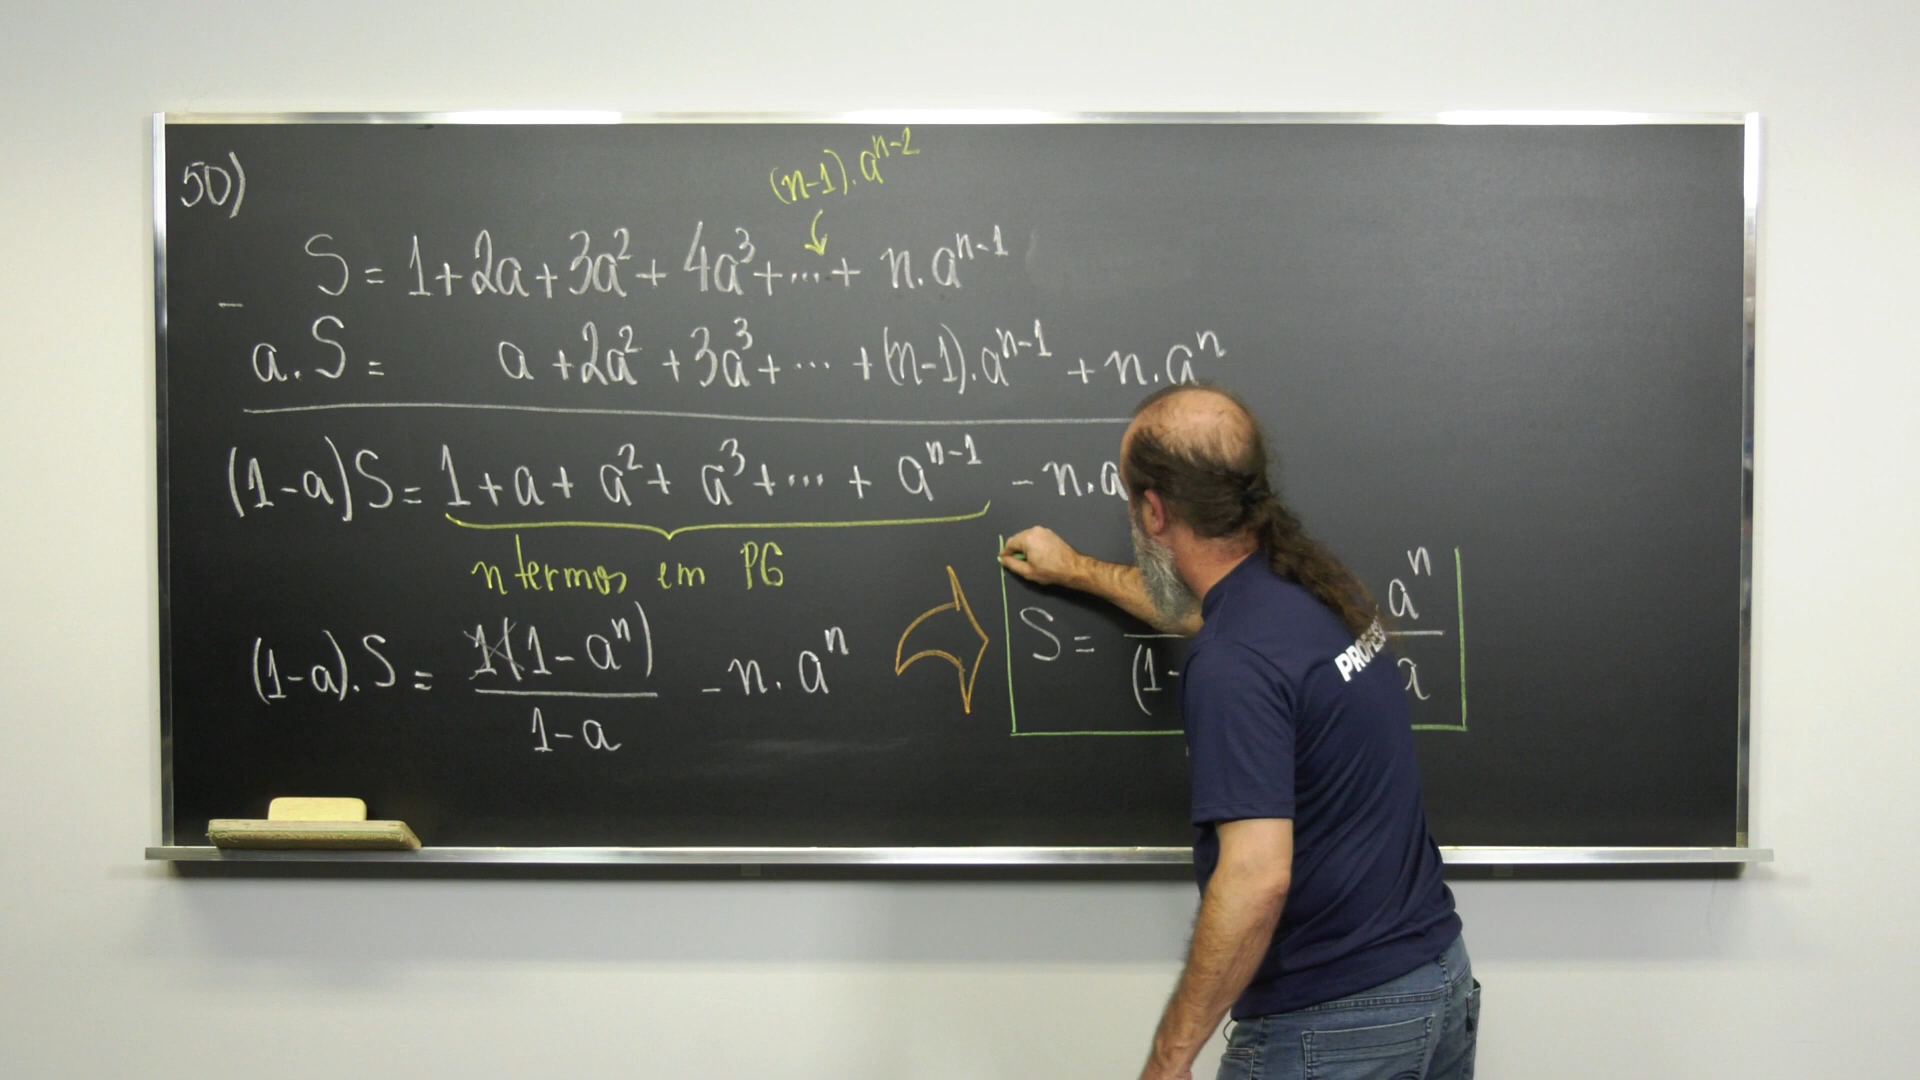 50)
(n-1).a^{n-2}
S = 1+2a+3a²+4a³+...+ n.a^{n-1}
-
a.S = a+2a²+3a³+...+(n-1).a^{n-1} + n.a^n
(1-a)S = 1+a+a²+a³+...+ a^{n-1} - n.a
n termos em PG
(1-a).S = 1(1-a^n)/1-a - n.a^n
S = (1- a^n a